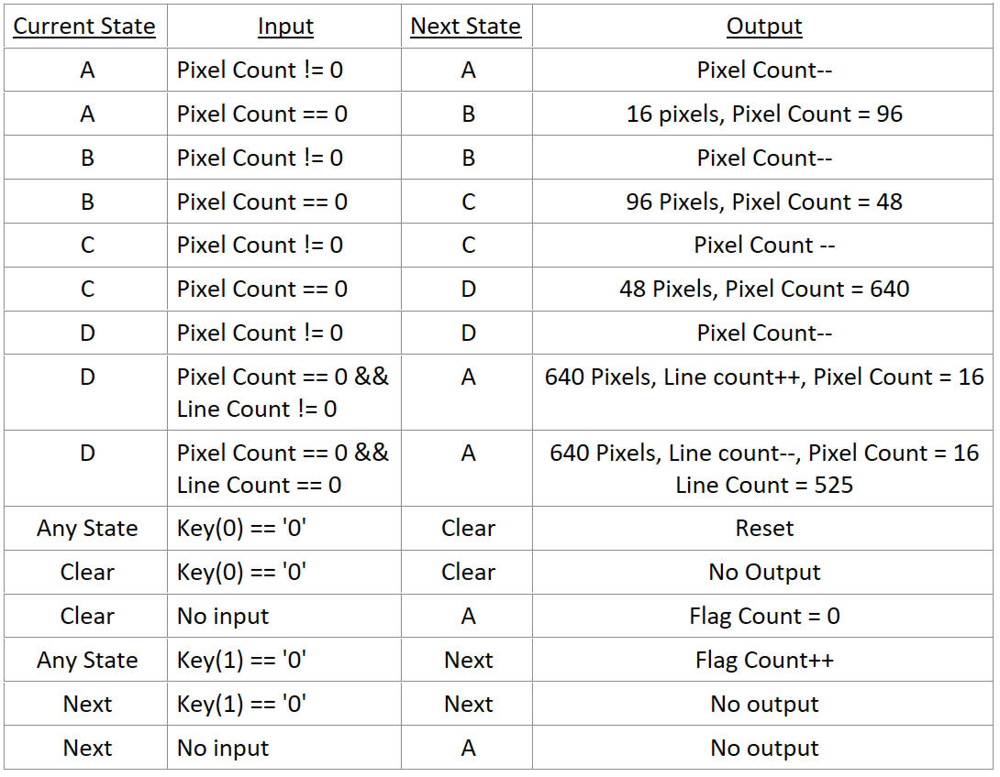 Current State Input Next State Output
A Pixel Count != 0 A Pixel Count--
A Pixel Count == 0 B 16 pixels, Pixel Count = 96
B Pixel Count != 0 B Pixel Count--
B Pixel Count == 0 C 96 Pixels, Pixel Count = 48
C Pixel Count != 0 C Pixel Count --
C Pixel Count == 0 D 48 Pixels, Pixel Count = 640
D Pixel Count != 0 D Pixel Count--
D Pixel Count == 0 && A 640 Pixels, Line count++, Pixel Count = 16
Line Count != 0
D Pixel Count == 0 && A 640 Pixels, Line count--, Pixel Count = 16
Line Count == 0 Line Count = 525
Any State Key(0) == '0' Clear Reset
Clear Key(0) == '0' Clear No Output
Clear No input A Flag Count = 0
Any State Key(1) == '0' Next Flag Count++
Next Key(1) == '0' Next No output
Next No input A No output